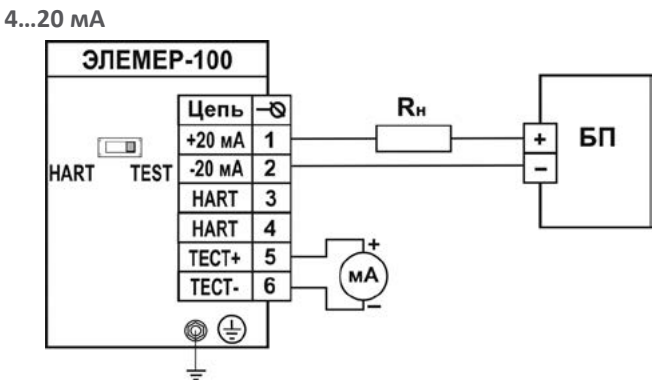 4...20 мА
ЭЛЕМЕР-100
Цепь
+20 мА 1
-20 мА 2
HART 3
HART 4
ТЕСТ+ 5
ТЕСТ- 6
HART TEST
Rн
+
−
БП
+
мА
−